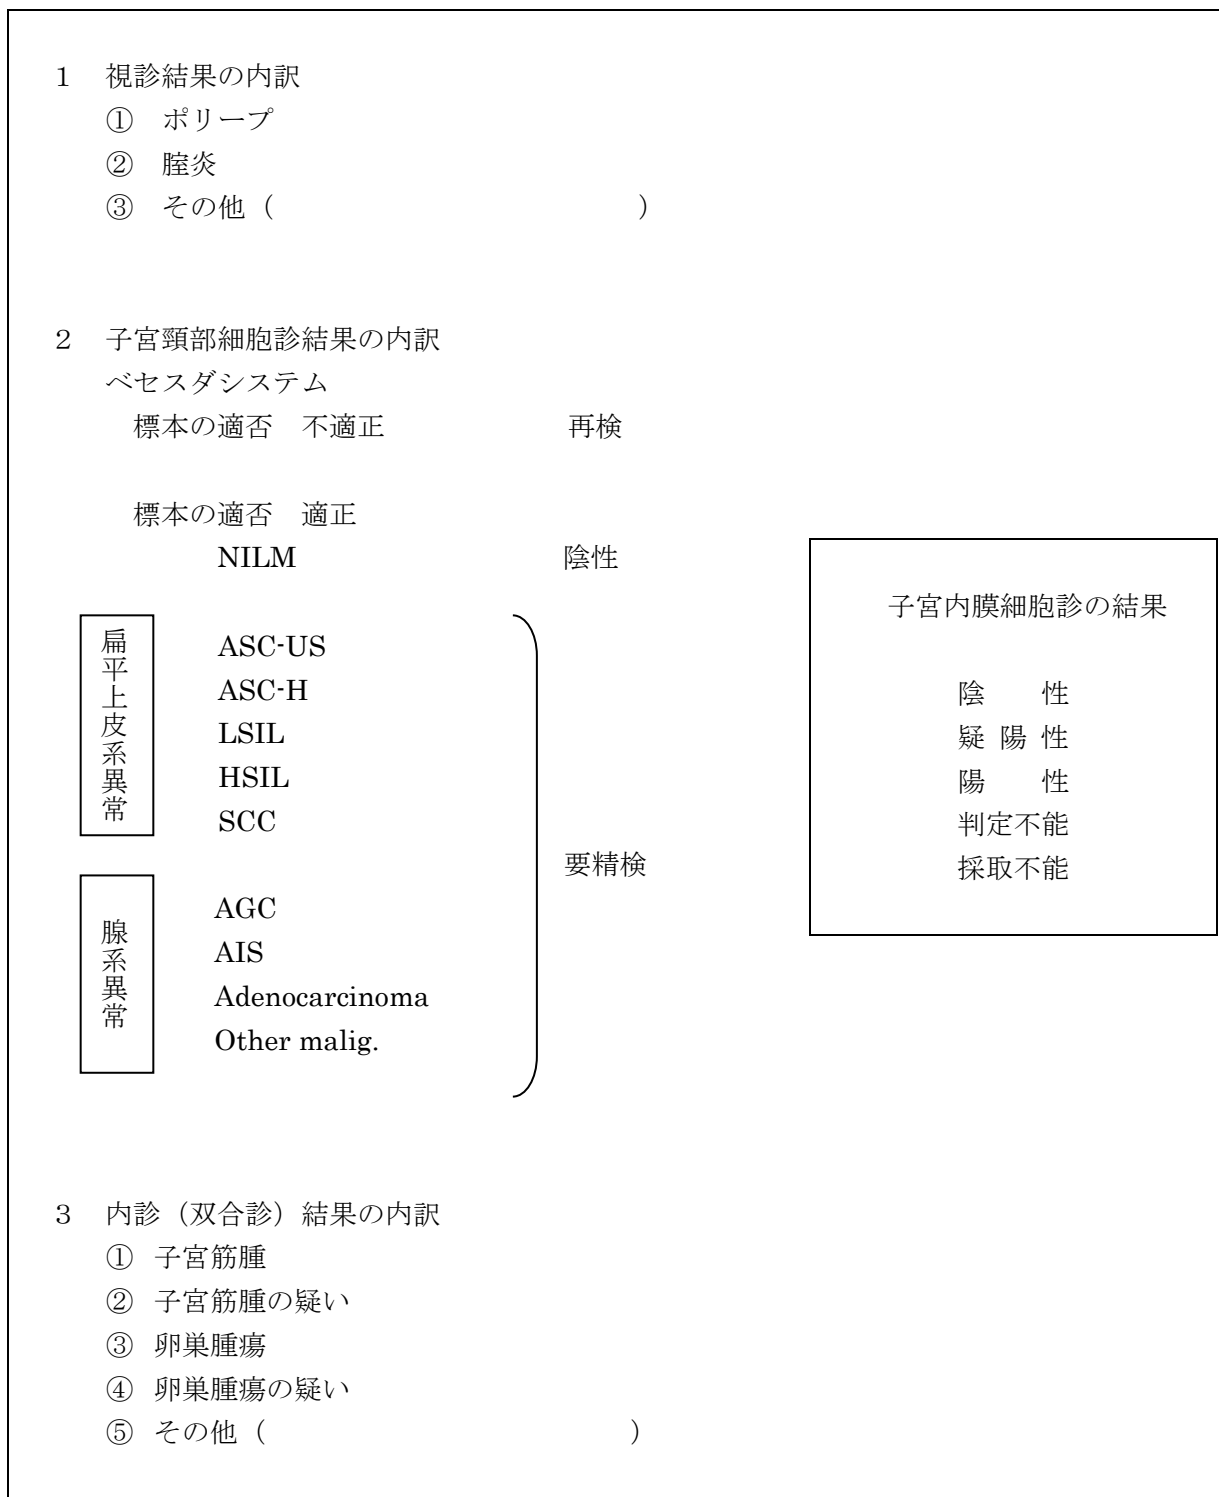 １　視診結果の内訳
①　ポリープ
②　腟炎
③　その他（　　　　　　　　　　　　　）
２　子宮頸部細胞診結果の内訳
ベセスダシステム
標本の適否　不適正　　　　　　再検
標本の適否　適正
NILM　　　　　　　　　陰性
扁平上皮系異常
ASC-US
ASC-H
LSIL
HSIL
SCC
要精検
腺系異常
AGC
AIS
Adenocarcinoma
Other malig.
子宮内膜細胞診の結果
陰　　性
疑 陽 性
陽　　性
判定不能
採取不能
３　内診（双合診）結果の内訳
①　子宮筋腫
②　子宮筋腫の疑い
③　卵巣腫瘍
④　卵巣腫瘍の疑い
⑤　その他（　　　　　　　　　　　　　）